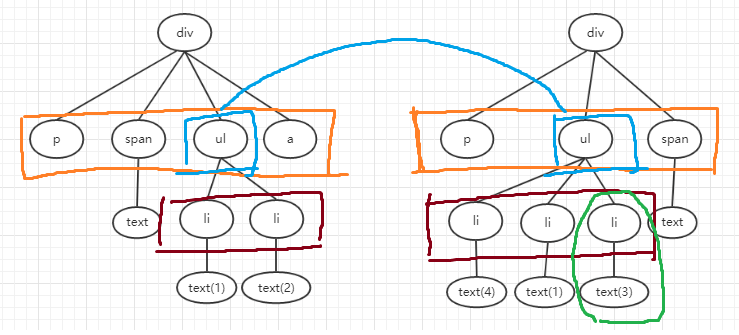 div div
p span ul a p ul span
text li li li li li text
text(1) text(2) text(4) text(1) text(3)